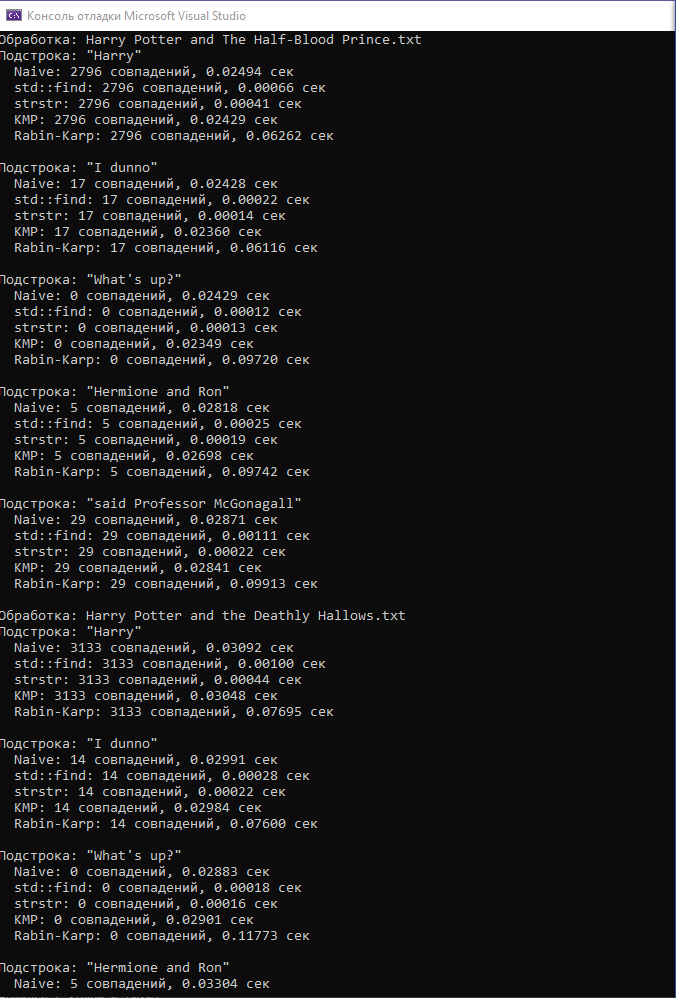 Консоль отладки Microsoft Visual Studio
Обработка: Harry Potter and The Half-Blood Prince.txt
Подстрока: "Harry"
Naive: 2796 совпадений, 0.02494 сек
std::find: 2796 совпадений, 0.00066 сек
strstr: 2796 совпадений, 0.00041 сек
KMP: 2796 совпадений, 0.02429 сек
Rabin-Karp: 2796 совпадений, 0.06262 сек
Подстрока: "I dunno"
Naive: 17 совпадений, 0.02428 сек
std::find: 17 совпадений, 0.00022 сек
strstr: 17 совпадений, 0.00014 сек
KMP: 17 совпадений, 0.02360 сек
Rabin-Karp: 17 совпадений, 0.06116 сек
Подстрока: "What's up?"
Naive: 0 совпадений, 0.02429 сек
std::find: 0 совпадений, 0.00012 сек
strstr: 0 совпадений, 0.00013 сек
KMP: 0 совпадений, 0.02349 сек
Rabin-Karp: 0 совпадений, 0.09720 сек
Подстрока: "Hermione and Ron"
Naive: 5 совпадений, 0.02818 сек
std::find: 5 совпадений, 0.00025 сек
strstr: 5 совпадений, 0.00019 сек
KMP: 5 совпадений, 0.02698 сек
Rabin-Karp: 5 совпадений, 0.09742 сек
Подстрока: "said Professor McGonagall"
Naive: 29 совпадений, 0.02871 сек
std::find: 29 совпадений, 0.00111 сек
strstr: 29 совпадений, 0.00022 сек
KMP: 29 совпадений, 0.02841 сек
Rabin-Karp: 29 совпадений, 0.09913 сек
Обработка: Harry Potter and the Deathly Hallows.txt
Подстрока: "Harry"
Naive: 3133 совпадений, 0.03092 сек
std::find: 3133 совпадений, 0.00100 сек
strstr: 3133 совпадений, 0.00044 сек
KMP: 3133 совпадений, 0.03048 сек
Rabin-Karp: 3133 совпадений, 0.07695 сек
Подстрока: "I dunno"
Naive: 14 совпадений, 0.02991 сек
std::find: 14 совпадений, 0.00028 сек
strstr: 14 совпадений, 0.00022 сек
KMP: 14 совпадений, 0.02984 сек
Rabin-Karp: 14 совпадений, 0.07600 сек
Подстрока: "What's up?"
Naive: 0 совпадений, 0.02883 сек
std::find: 0 совпадений, 0.00018 сек
strstr: 0 совпадений, 0.00016 сек
KMP: 0 совпадений, 0.02901 сек
Rabin-Karp: 0 совпадений, 0.11773 сек
Подстрока: "Hermione and Ron"
Naive: 5 совпадений, 0.03304 сек